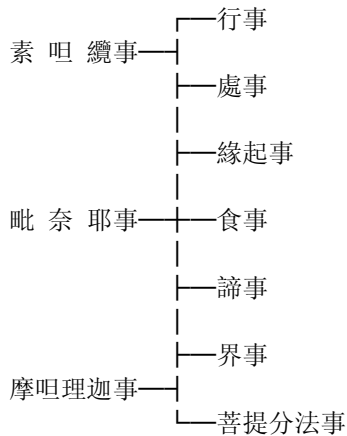 行事
素 呾 纜事
處事
緣起事
毗 奈 耶事
食事
諦事
界事
摩呾理迦事
菩提分法事